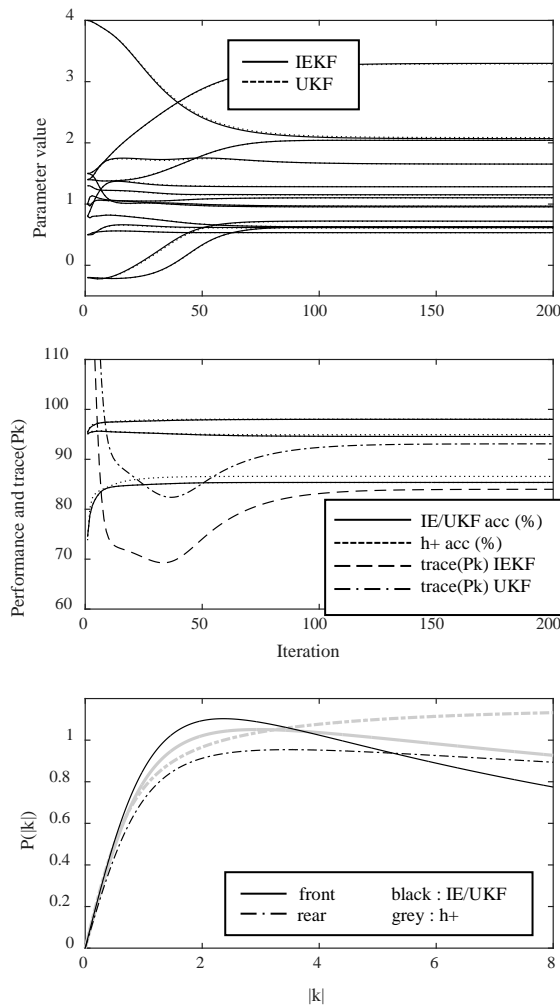 4
3
2
1
0
Parameter value
IEKF
UKF
0
50
100
150
200
110
100
90
80
70
60
Performance and trace(Pk)
IE/UKF acc (%)
h+ acc (%)
trace(Pk) IEKF
trace(Pk) UKF
0
50
100
150
200
Iteration
1
0.8
0.6
0.4
0.2
0
P(|k|)
front black : IE/UKF
rear grey : h+
0
2
4
6
8
|k|